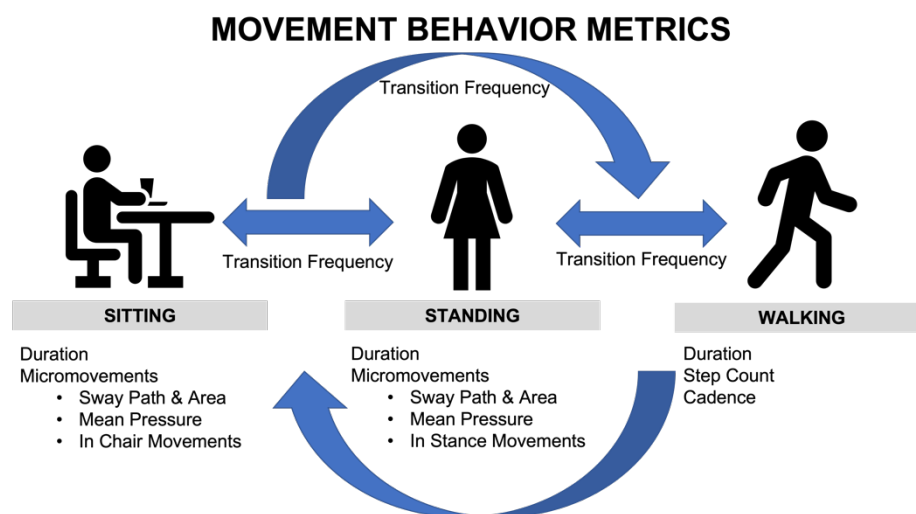 MOVEMENT BEHAVIOR METRICS
Transition Frequency
Transition Frequency
Transition Frequency
SITTING
Duration
Micromovements
• Sway Path & Area
• Mean Pressure
• In Chair Movements
STANDING
Duration
Micromovements
• Sway Path & Area
• Mean Pressure
• In Stance Movements
WALKING
Duration
Step Count
Cadence